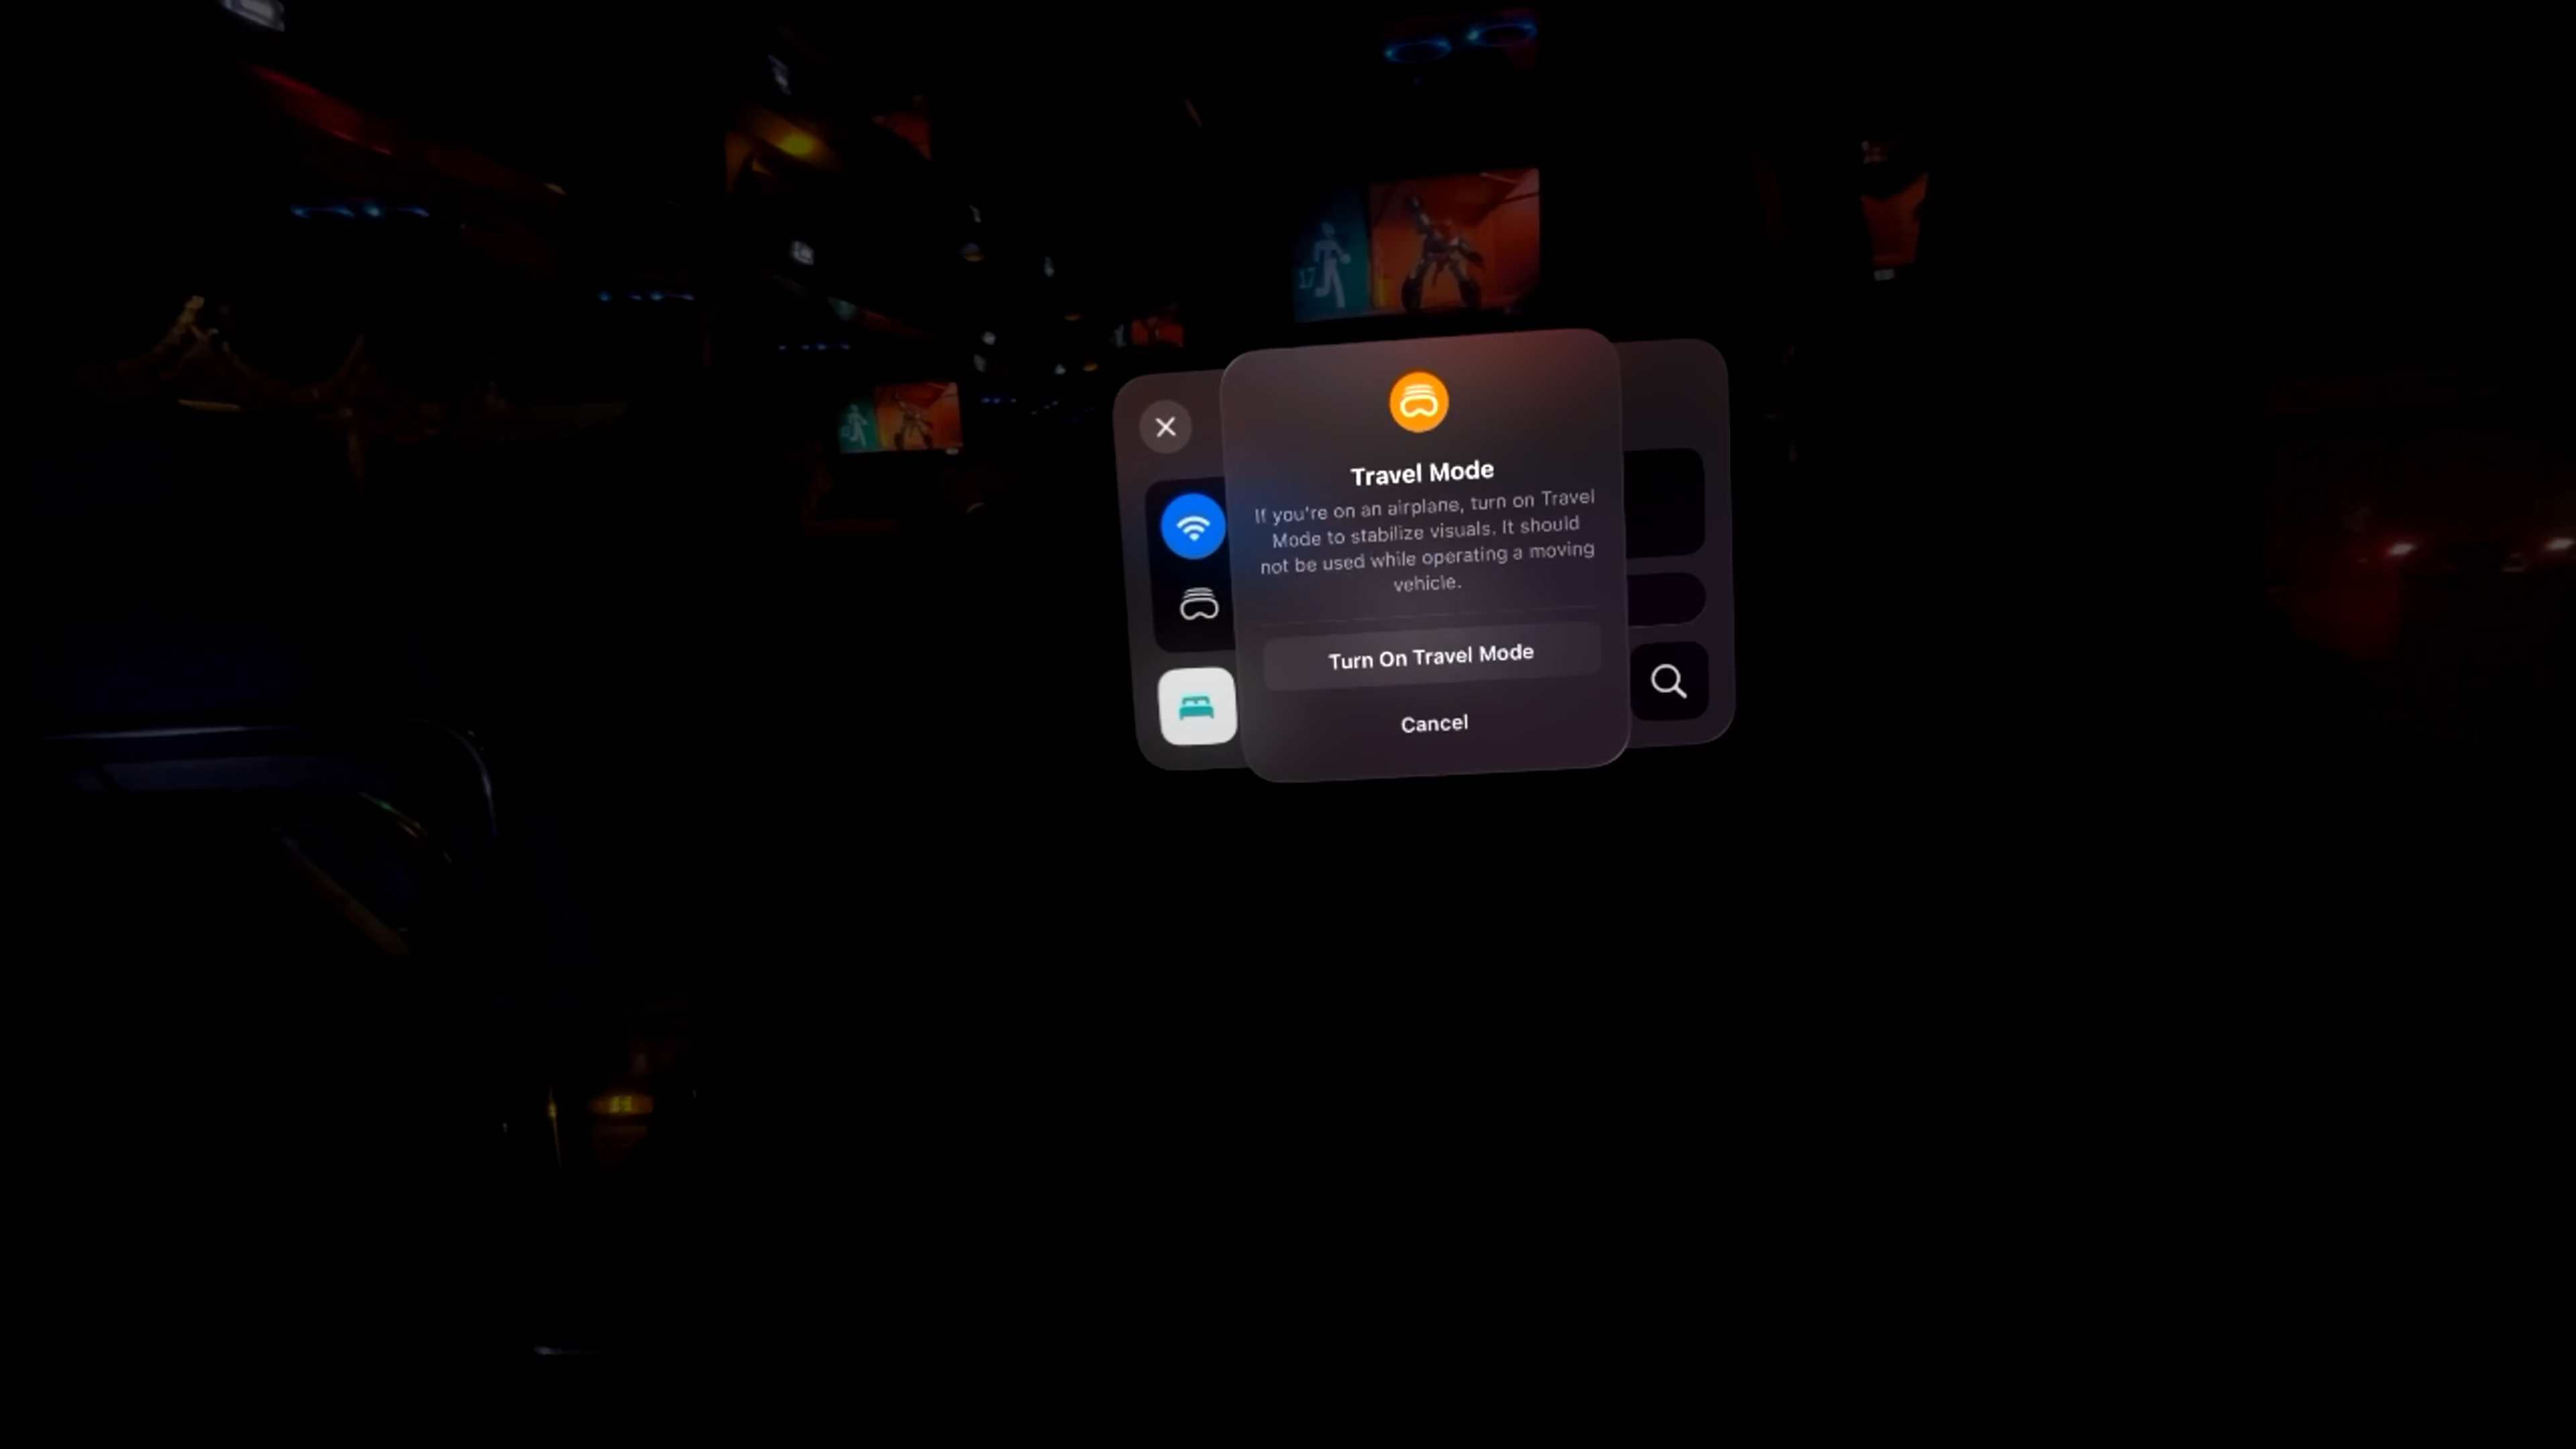 17
Travel Mode
If you're on an airplane, turn on Travel
Mode to stabilize visuals. It should
not be used while operating a moving
vehicle.
Turn On Travel Mode
Cancel